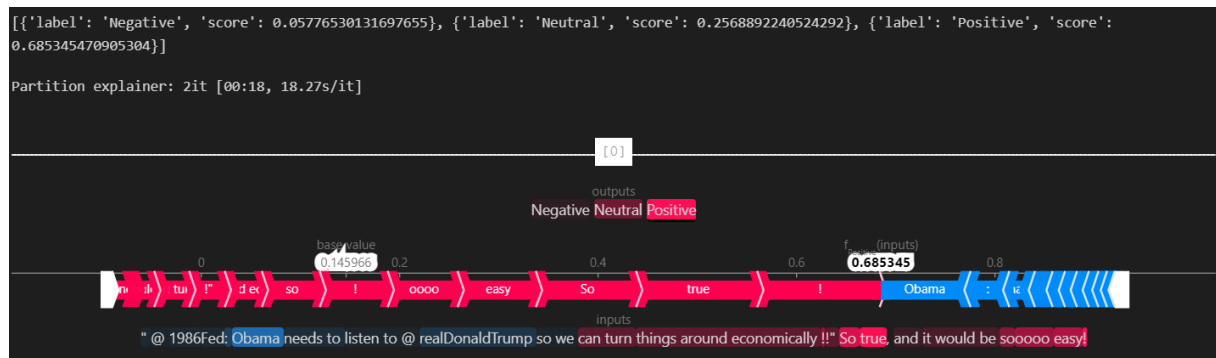 [{'label': 'Negative', 'score': 0.05776530131697655}, {'label': 'Neutral', 'score': 0.2568892240524292}, {'label': 'Positive', 'score':
0.685345470905304}]
Partition explainer: 2it [00:18, 18.27s/it]
[0]
outputs
Negative Neutral Positive
base value f Positive (inputs)
0 0.145966 0.2 0.4 0.6 0.685345 0.8
tu !" d ec so ! oooo easy So true ! Obama :
inputs
" @ 1986Fed: Obama needs to listen to @ realDonaldTrump so we can turn things around economically !!" So true, and it would be sooooo easy!